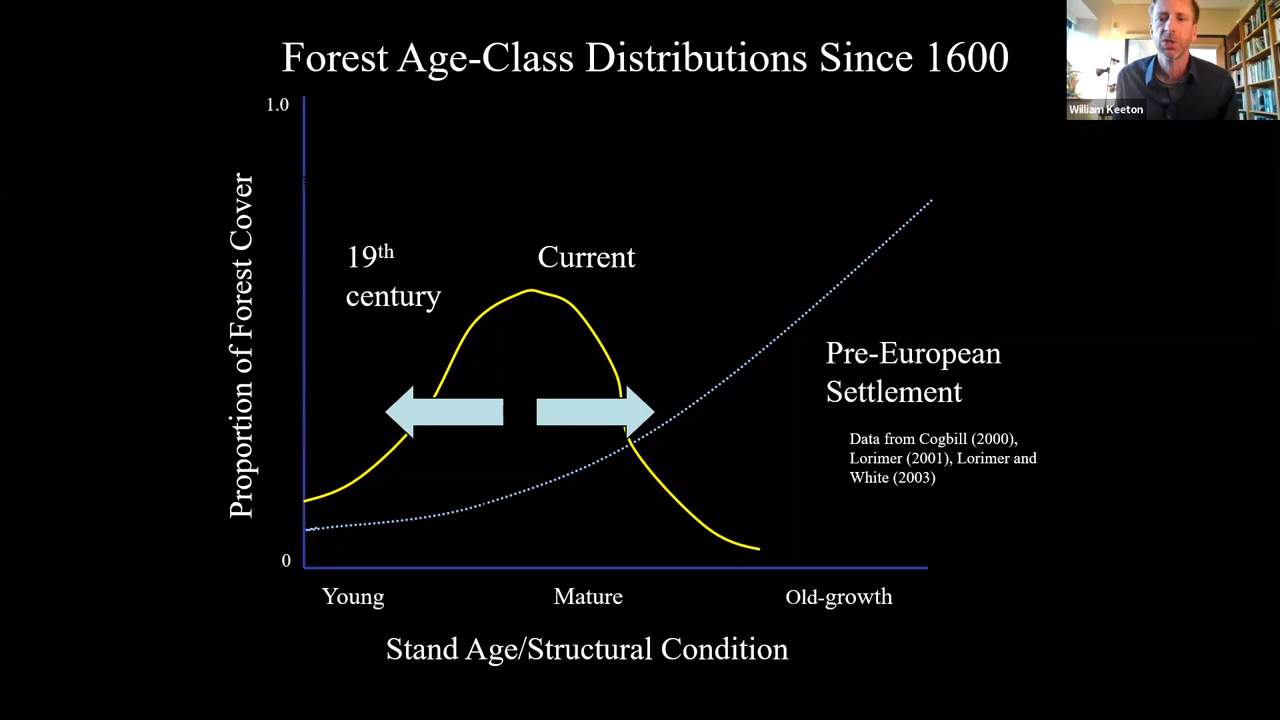 Forest Age-Class Distributions Since 1600
William Keeton
1.0
Proportion of Forest Cover
19th
century
Current
Pre-European
Settlement
Data from Cogbill (2000),
Lorimer (2001), Lorimer and
White (2003)
0
Young
Mature
Old-growth
Stand Age/Structural Condition